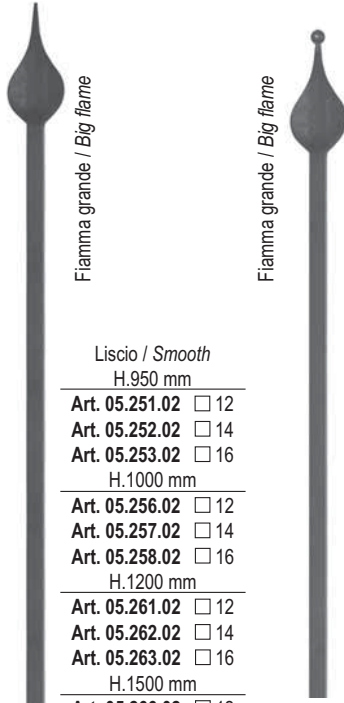 Fiamma grande / Big flame
Fiamma grande / Big flame
Liscio / Smooth
H.950 mm
Art. 05.251.02 □ 12
Art. 05.252.02 □ 14
Art. 05.253.02 □ 16
H.1000 mm
Art. 05.256.02 □ 12
Art. 05.257.02 □ 14
Art. 05.258.02 □ 16
H.1200 mm
Art. 05.261.02 □ 12
Art. 05.262.02 □ 14
Art. 05.263.02 □ 16
H.1500 mm